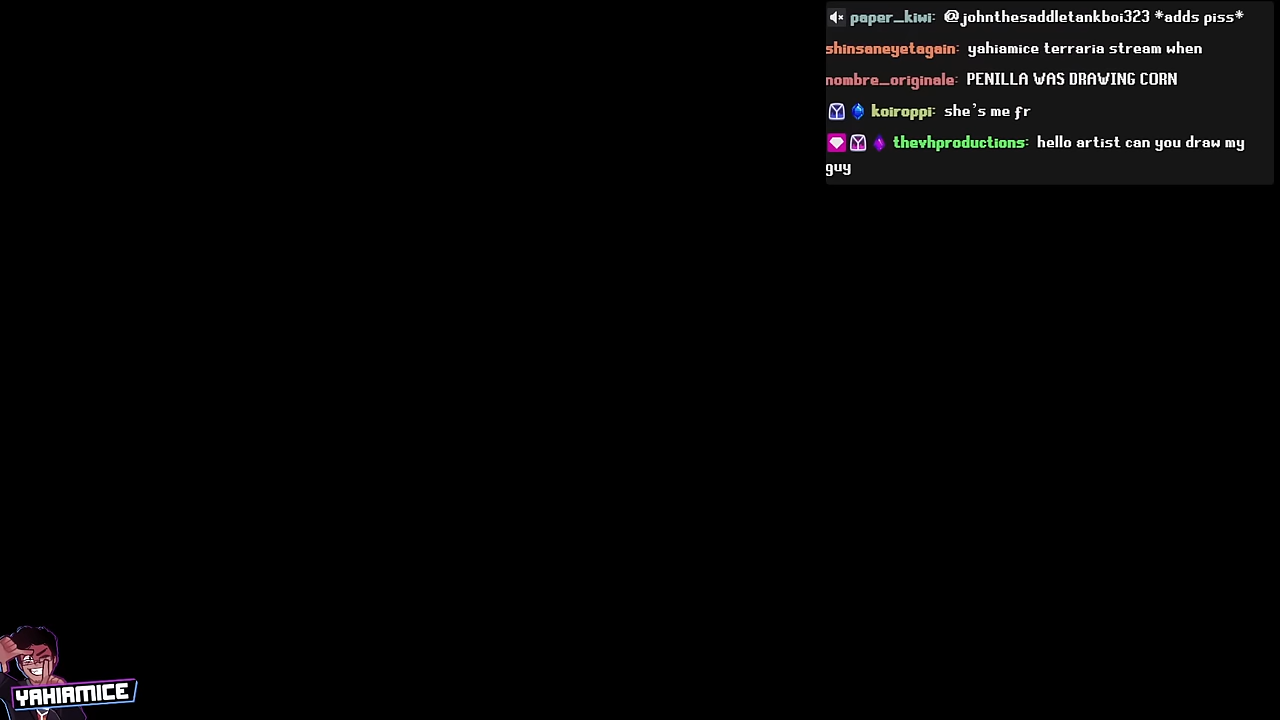 paper_kiwi: @johnthesaddletankboi323 *adds piss*
shinsaneyetagain: yahiamice terraria stream when
nombre_originale: PENILLA WAS DRAWING CORN
koiroppi: she's me fr
thevhproductions: hello artist can you draw my
guy
YAHIAMICE